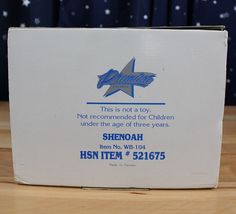 This is not a toy.
Not recommended for Children
under the age of three years.
SHENOAH
Item No. WB-104
HSN ITEM # 521675